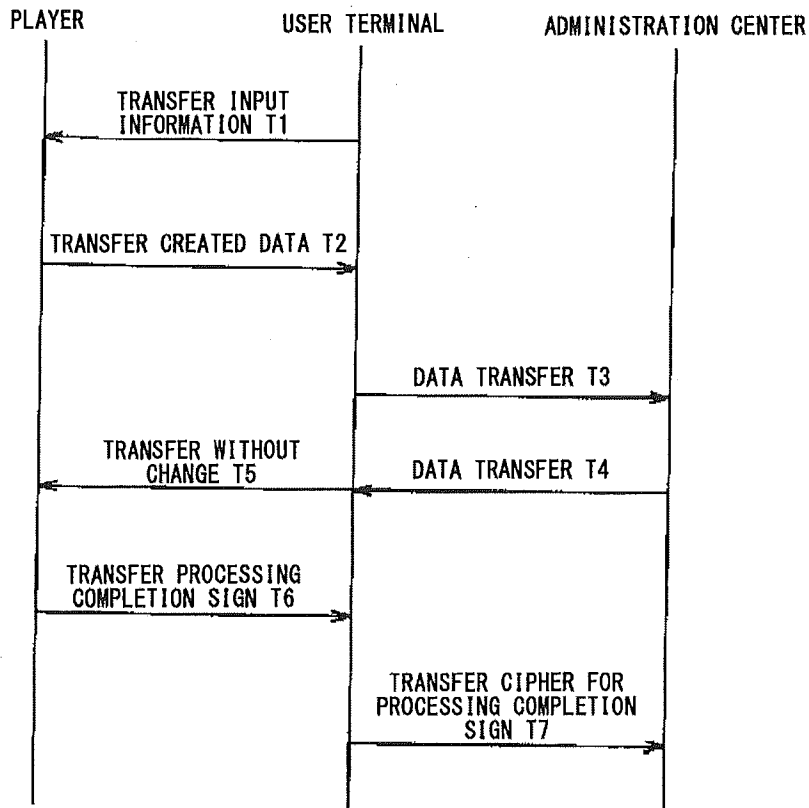 PLAYER
USER TERMINAL
ADMINISTRATION CENTER
TRANSFER INPUT
INFORMATION T1
TRANSFER CREATED DATA T2
DATA TRANSFER T3
TRANSFER WITHOUT
CHANGE T5
DATA TRANSFER T4
TRANSFER PROCESSING
COMPLETION SIGN T6
TRANSFER CIPHER FOR
PROCESSING COMPLETION
SIGN T7